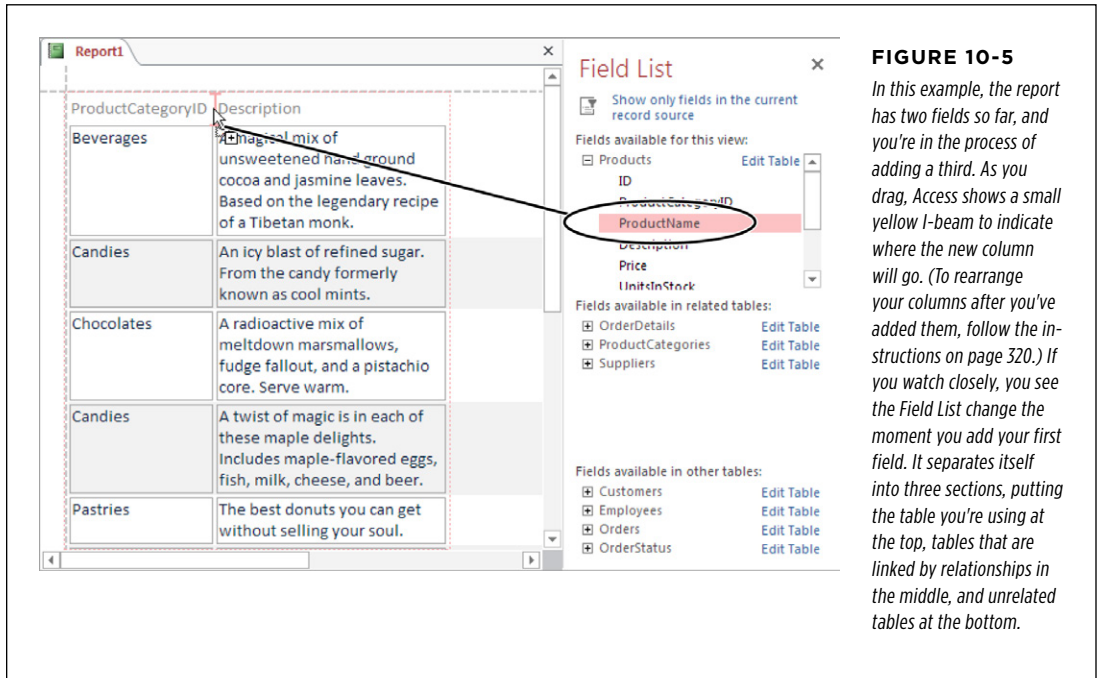 Report1
ProductCategoryID Description
Beverages
A magical mix of
unsweetened hand ground
cocoa and jasmine leaves.
Based on the legendary recipe
of a Tibetan monk.
Candies
An icy blast of refined sugar.
From the candy formerly
known as cool mints.
Chocolates
A radioactive mix of
meltdown marsmallows,
fudge fallout, and a pistachio
core. Serve warm.
Candies
A twist of magic is in each of
these maple delights.
Includes maple-flavored eggs,
fish, milk, cheese, and beer.
Pastries
The best donuts you can get
without selling your soul.
Field List
Show only fields in the current
record source
Fields available for this view:
Products Edit Table
ID
ProductCategoryID
ProductName
Description
Price
UnitsInStock
Fields available in related tables:
OrderDetails Edit Table
ProductCategories Edit Table
Suppliers Edit Table
Fields available in other tables:
Customers Edit Table
Employees Edit Table
Orders Edit Table
OrderStatus Edit Table
FIGURE 10-5
In this example, the report
has two fields so far, and
you're in the process of
adding a third. As you
drag, Access shows a small
yellow I-beam to indicate
where the new column
will go. (To rearrange
your columns after you've
added them, follow the in-
structions on page 320.) If
you watch closely, you see
the Field List change the
moment you add your first
field. It separates itself
into three sections, putting
the table you're using at
the top, tables that are
linked by relationships in
the middle, and unrelated
tables at the bottom.